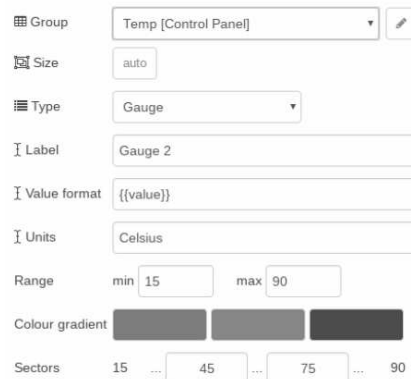 Group Temp [Control Panel]
Size auto
Type Gauge
Label Gauge 2
Value format {{value}}
Units Celsius
Range min 15 max 90
Colour gradient
Sectors 15 ... 45 ... 75 ... 90